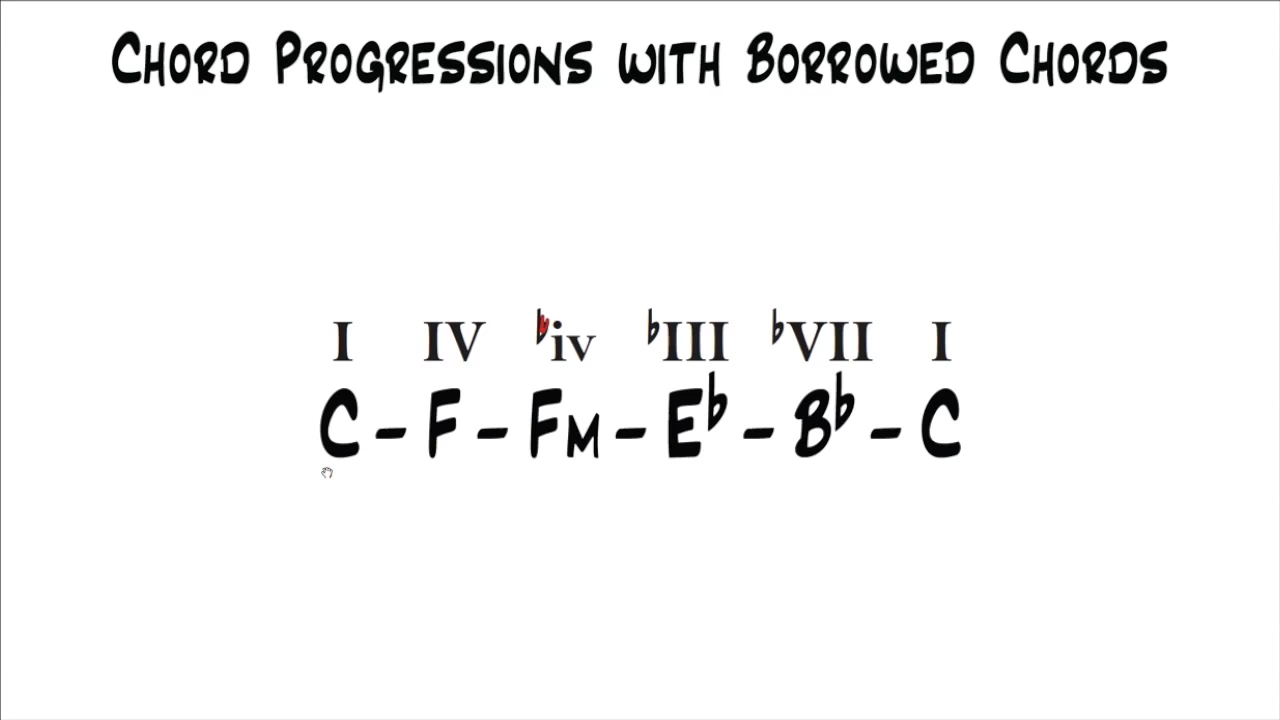 Chord Progressions with Borrowed Chords
I IV ♭iv ♭III ♭VII I
C - F - Fm - E♭ - B♭ - C